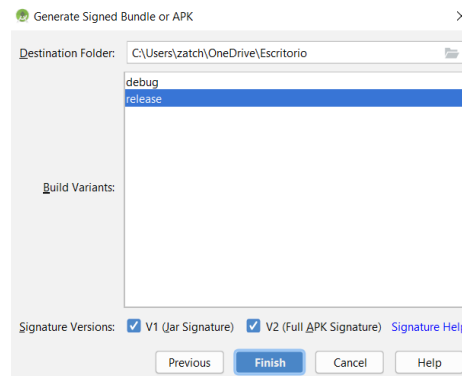 Generate Signed Bundle or APK
Destination Folder: C:\Users\zatch\OneDrive\Escritorio
debug
release
Build Variants:
Signature Versions: V1 (Jar Signature) V2 (Full APK Signature) Signature Help
Previous Finish Cancel Help